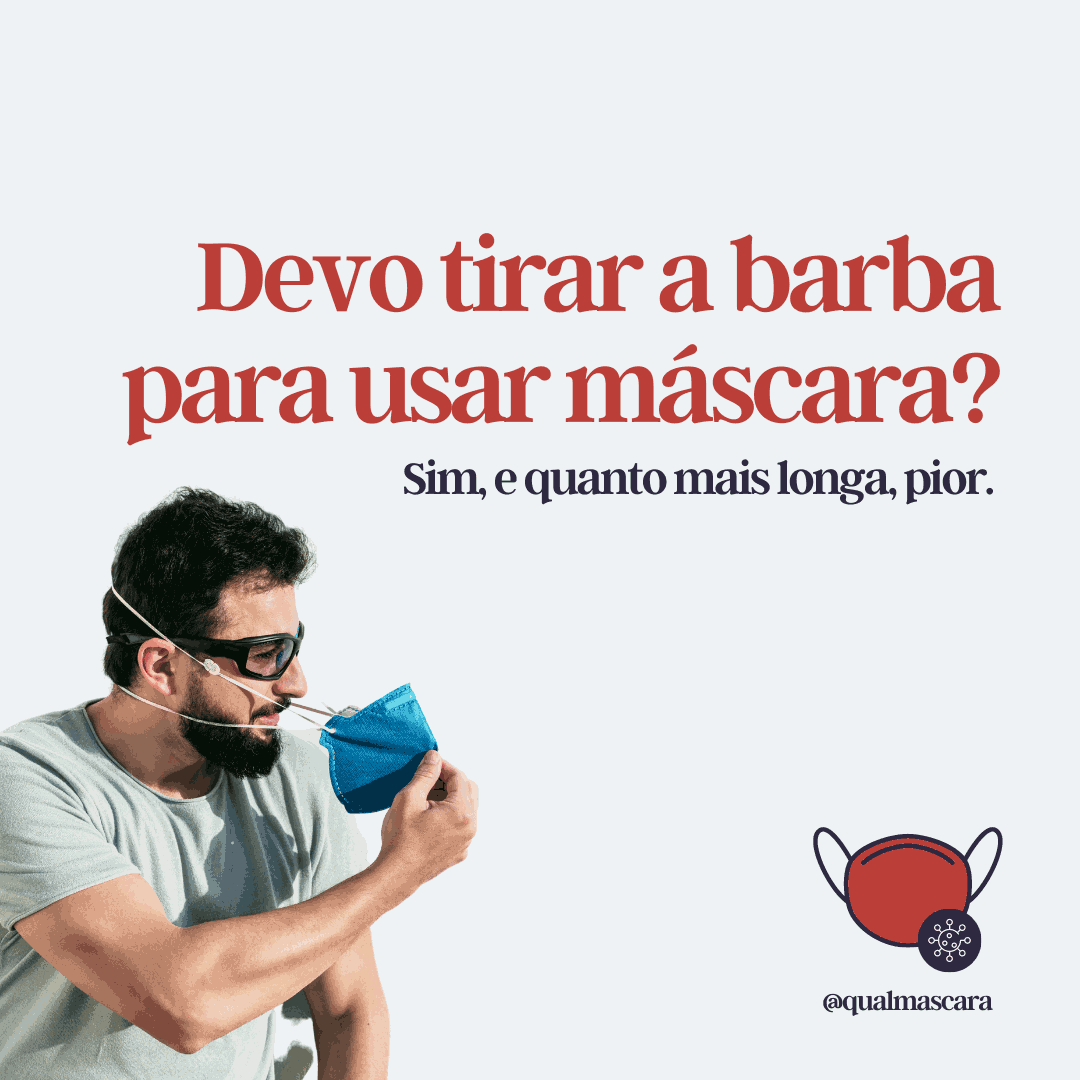 Devo tirar a barba
para usar máscara?
Sim, e quanto mais longa, pior.
@qualmascara